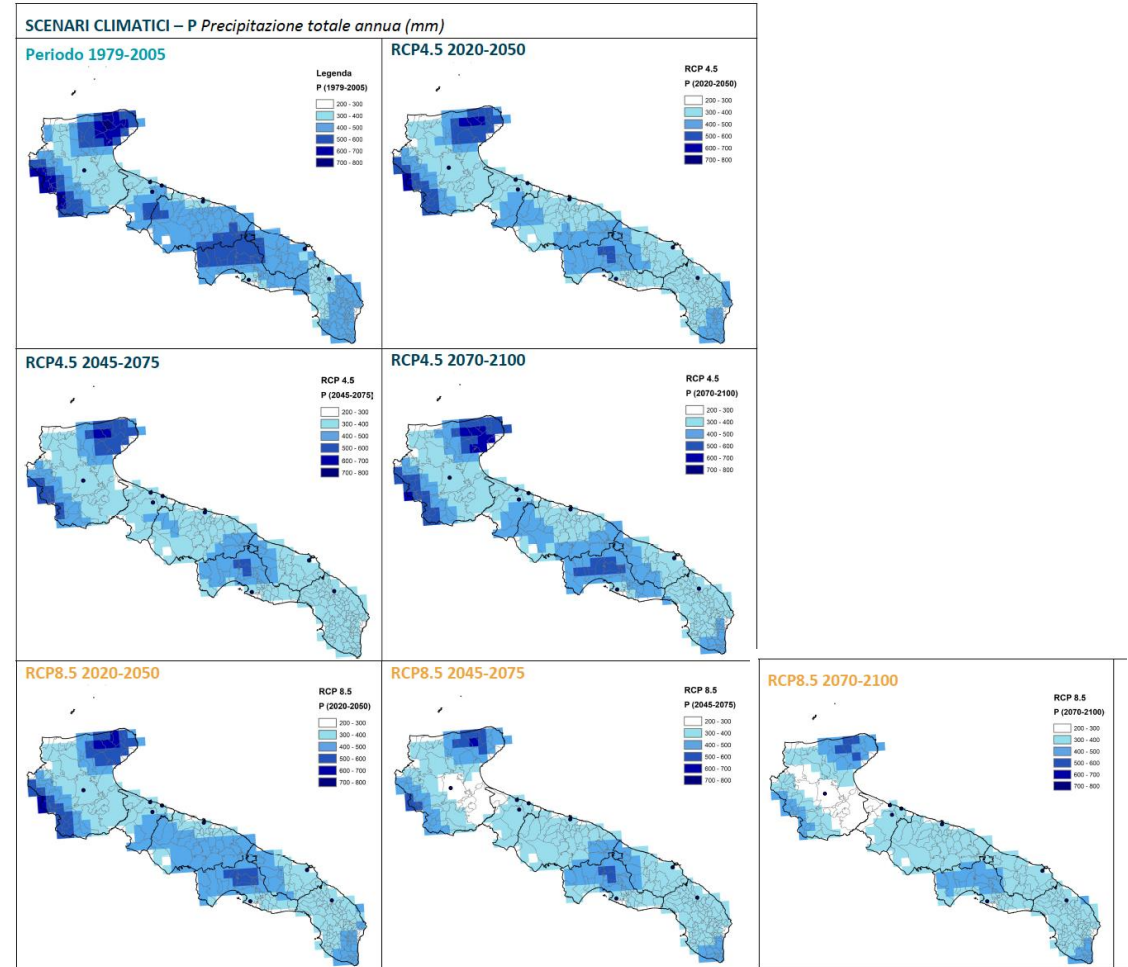 SCENARI CLIMATICI – P Precipitazione totale annua (mm)
Periodo 1979-2005
Legenda
P (1979-2005)
200 - 300
300 - 400
400 - 500
500 - 600
600 - 700
700 - 800
RCP4.5 2020-2050
RCP 4.5
P (2020-2050)
200 - 300
300 - 400
400 - 500
500 - 600
600 - 700
700 - 800
RCP4.5 2045-2075
RCP 4.5
P (2045-2075)
200 - 300
300 - 400
400 - 500
500 - 600
600 - 700
700 - 800
RCP4.5 2070-2100
RCP 4.5
P (2070-2100)
200 - 300
300 - 400
400 - 500
500 - 600
600 - 700
700 - 800
RCP8.5 2020-2050
RCP 8.5
P (2020-2050)
200 - 300
300 - 400
400 - 500
500 - 600
600 - 700
700 - 800
RCP8.5 2045-2075
RCP 8.5
P (2045-2075)
200 - 300
300 - 400
400 - 500
500 - 600
600 - 700
700 - 800
RCP8.5 2070-2100
RCP 8.5
P (2070-2100)
200 - 300
300 - 400
400 - 500
500 - 600
600 - 700
700 - 800